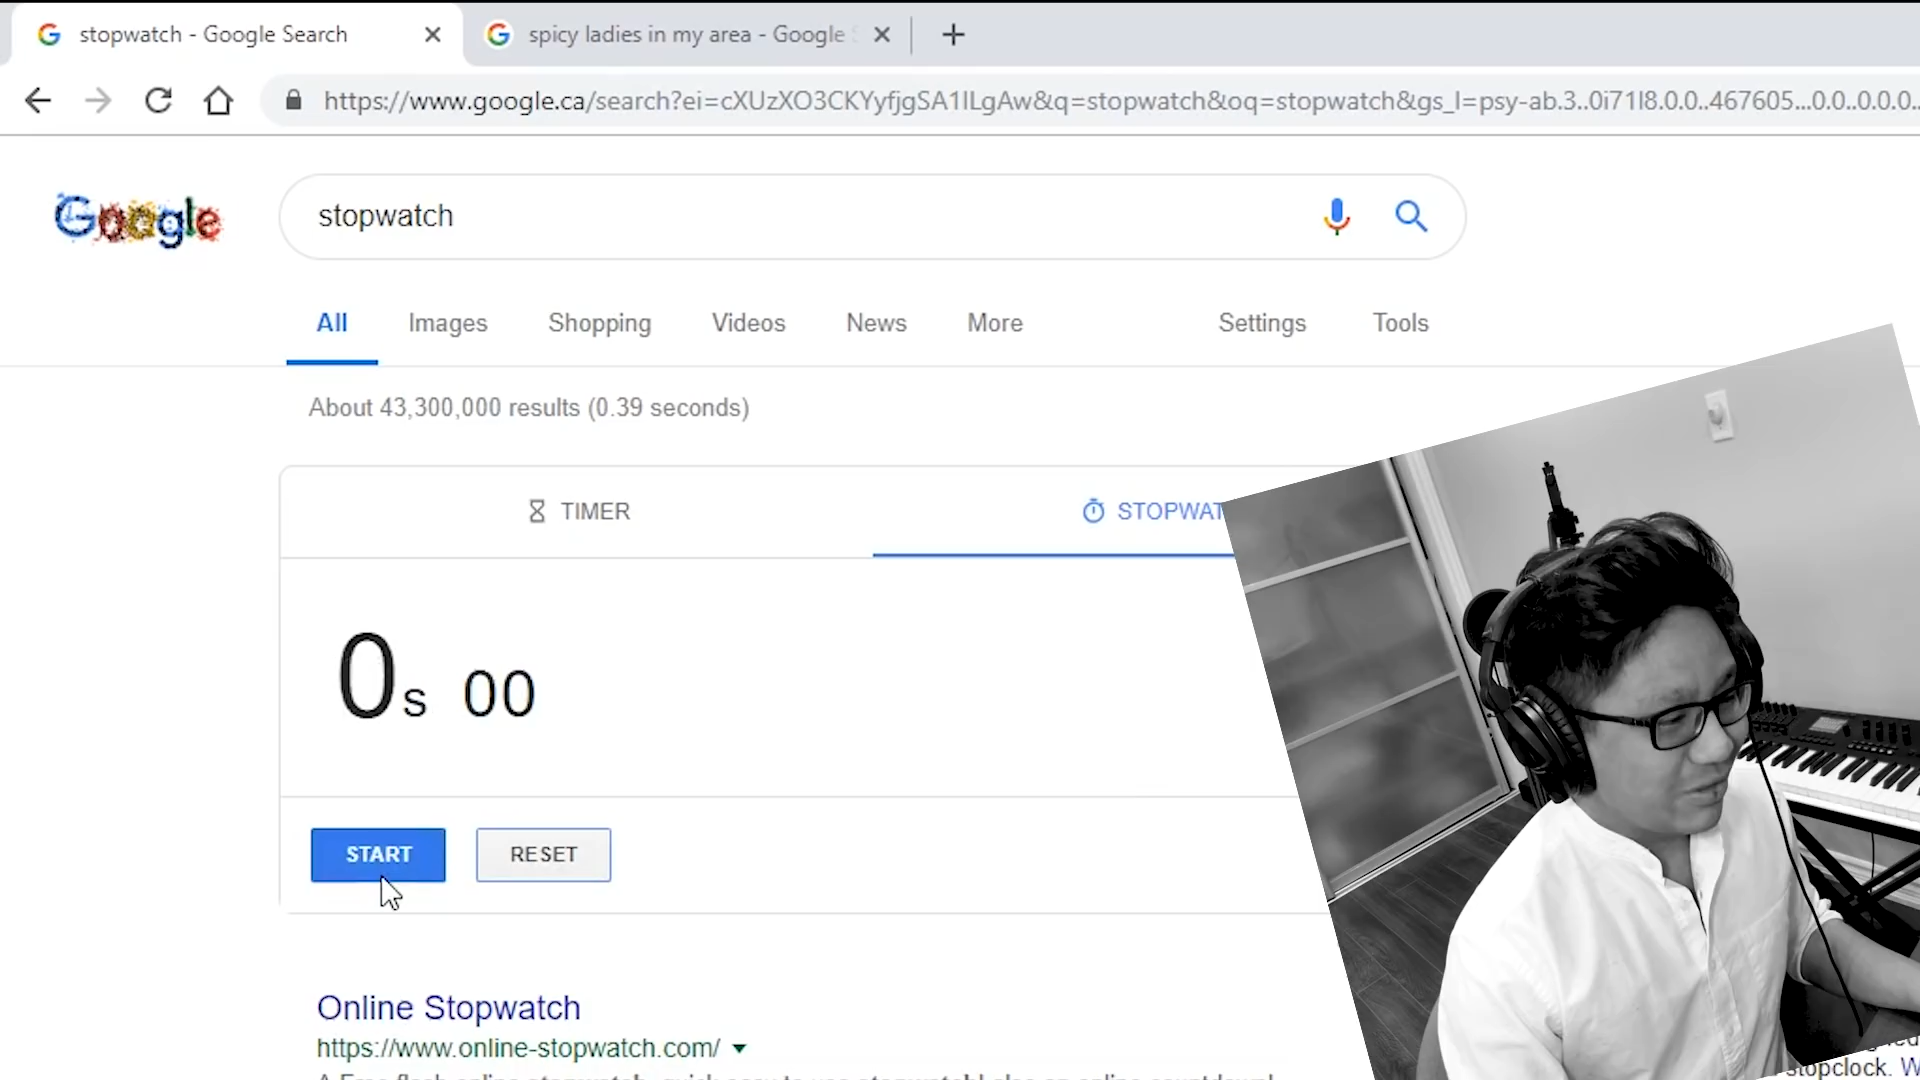 stopwatch - Google Search
spicy ladies in my area - Google
https://www.google.ca/search?ei=cXUzXO3CKYyfjgSA1ILgAw&q=stopwatch&oq=stopwatch&gs_l=psy-ab.3..0i71l8.0.0..467605...0.0..0.0.0..
Google
stopwatch
All Images Shopping Videos News More Settings Tools
About 43,300,000 results (0.39 seconds)
TIMER STOPWAT
0s 00
START RESET
Online Stopwatch
https://www.online-stopwatch.com/
stopclock. W